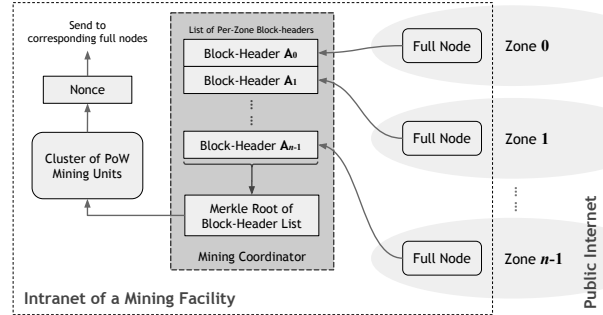 Send to
corresponding full nodes
Nonce
Cluster of PoW
Mining Units
List of Per-Zone Block-headers
Block-Header A0
Block-Header A1
Block-Header An-1
Merkle Root of
Block-Header List
Mining Coordinator
Full Node
Zone 0
Full Node
Zone 1
Full Node
Zone n-1
Intranet of a Mining Facility
Public Internet